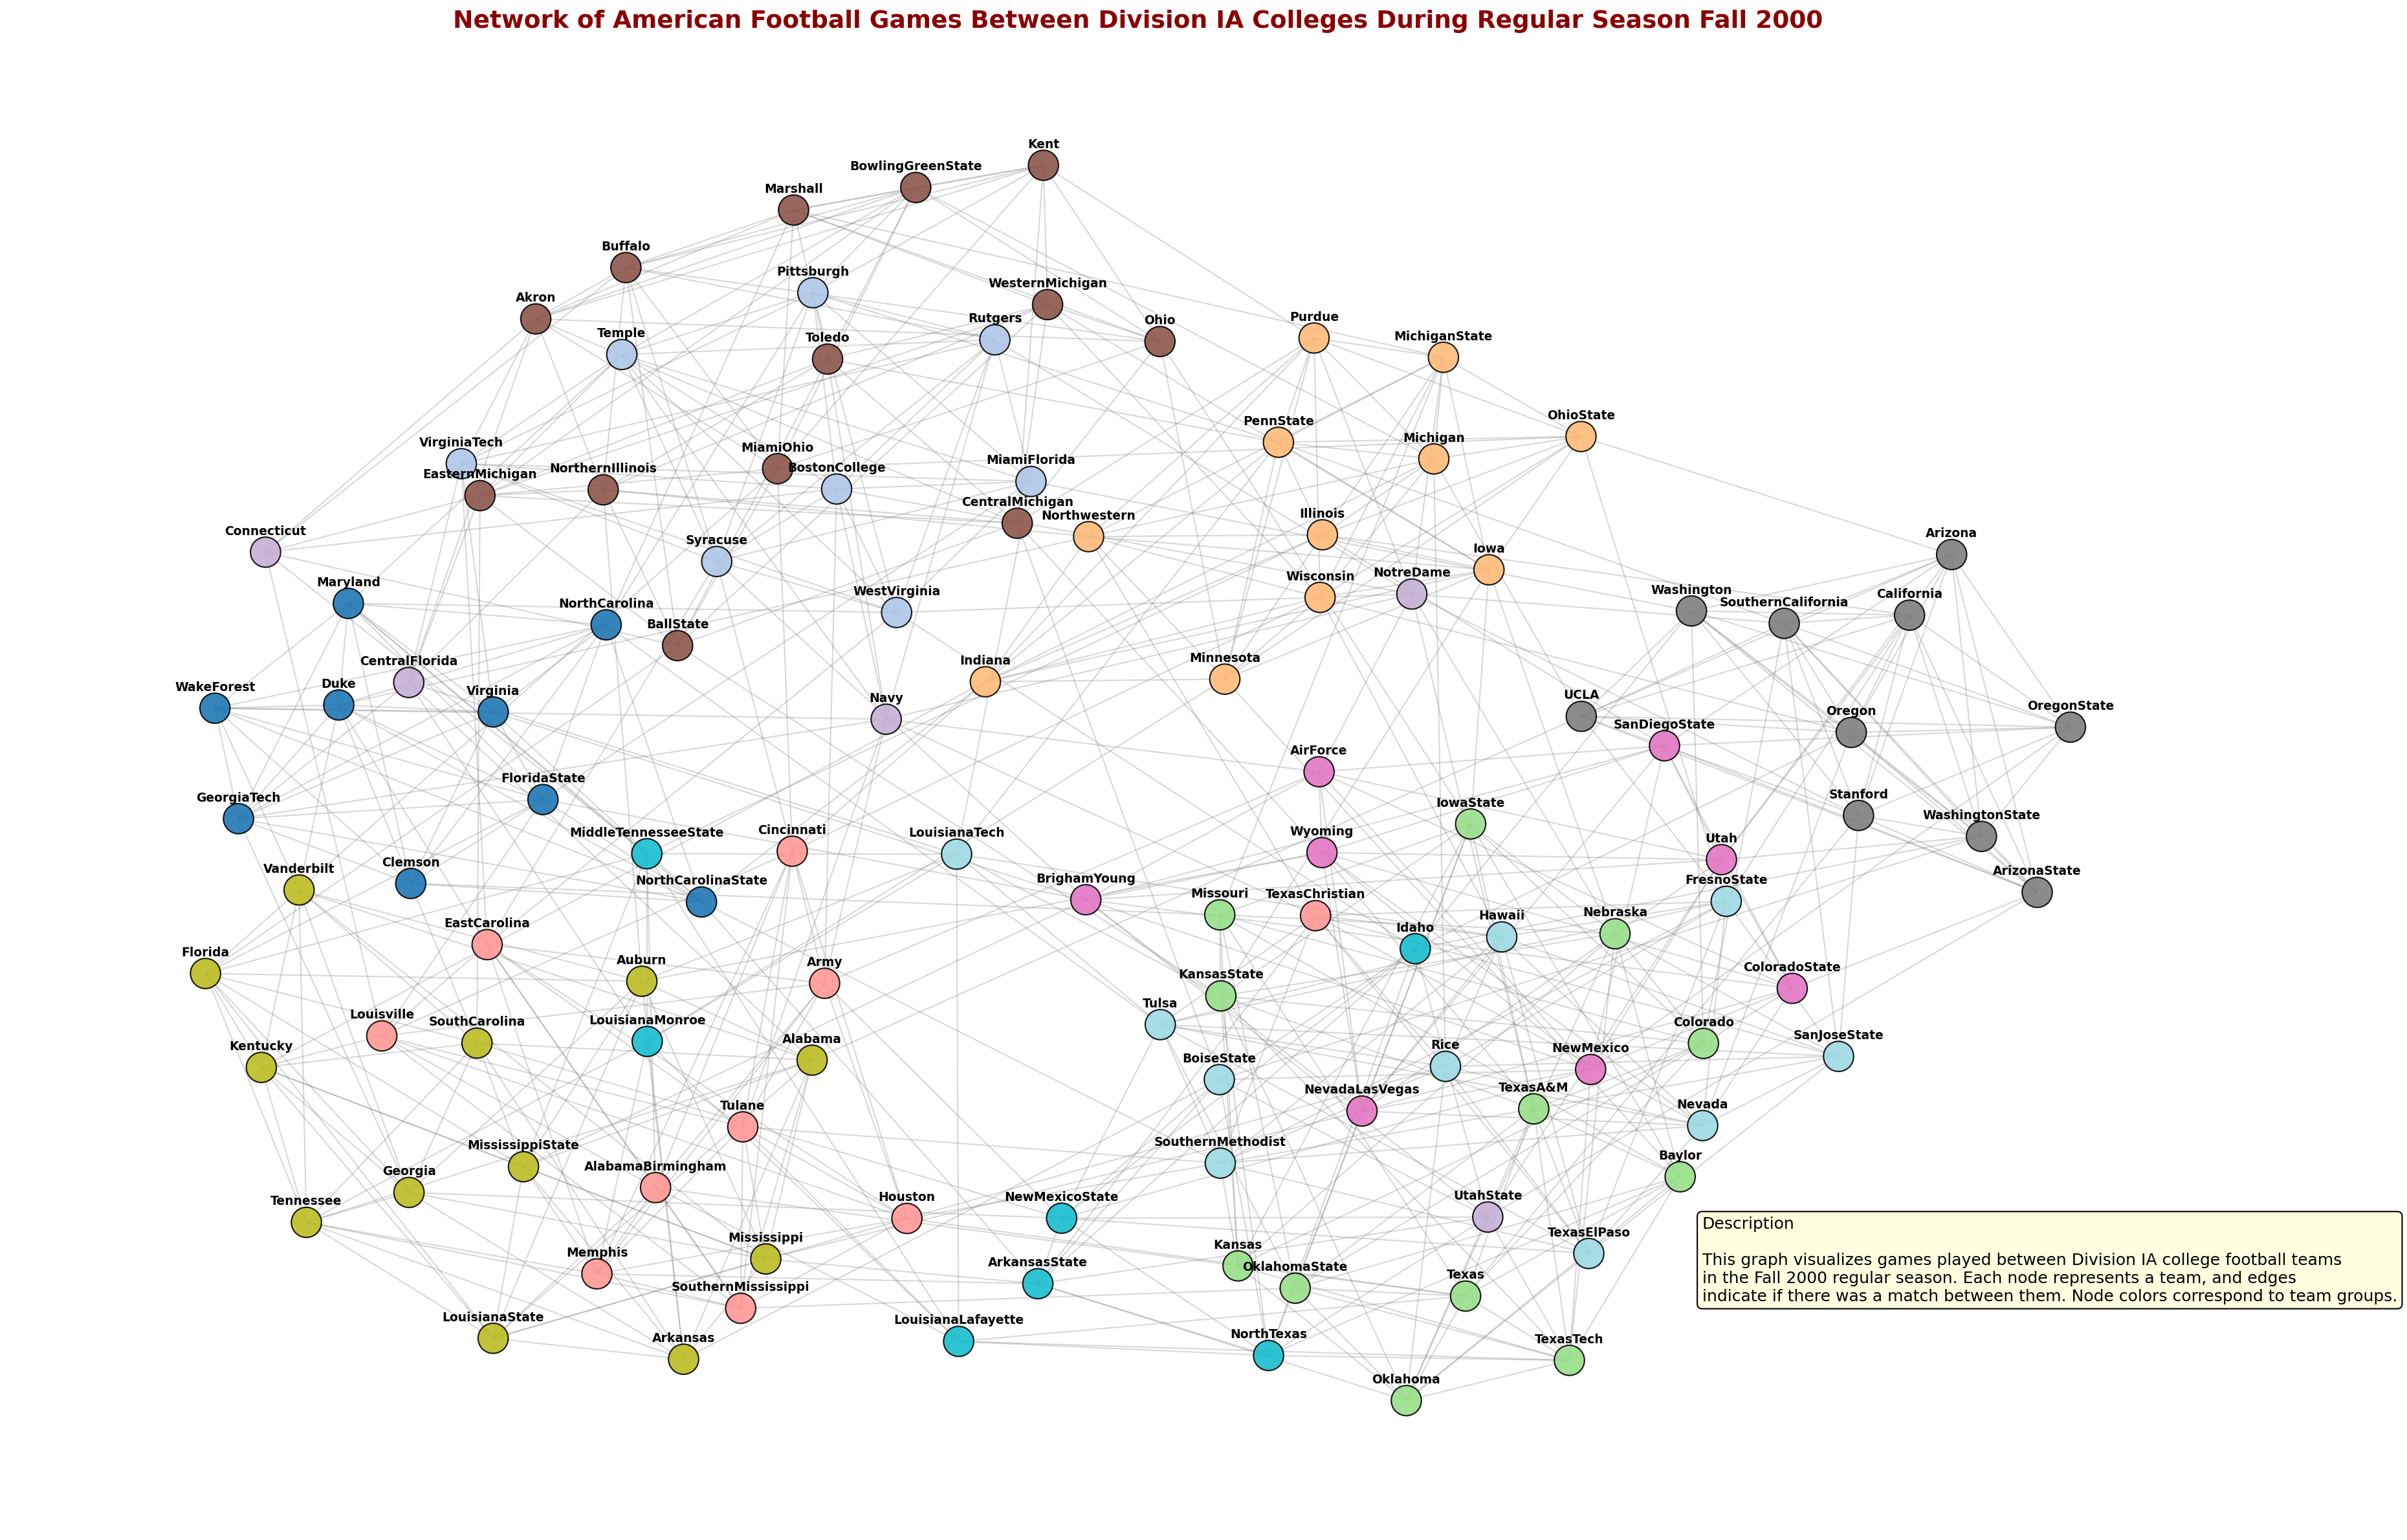 Network of American Football Games Between Division IA Colleges During Regular Season Fall 2000
Kent
BowlingGreenState
Marshall
Buffalo
Pittsburgh
WesternMichigan
Akron
Temple
Toledo
Rutgers
Ohio
Purdue
MichiganState
OhioState
PennState
Michigan
VirginiaTech
EasternMichigan
NorthernIllinois
MiamiOhio
BostonCollege
MiamiFlorida
CentralMichigan
Northwestern
Illinois
Iowa
Connecticut
Syracuse
Arizona
Maryland
NorthCarolina
BallState
WestVirginia
Wisconsin
NotreDame
Washington
SouthernCalifornia
California
CentralFlorida
WakeForest
Duke
Virginia
Navy
Indiana
Minnesota
UCLA
SanDiegoState
Oregon
OregonState
AirForce
GeorgiaTech
FloridaState
IowaState
Stanford
WashingtonState
MiddleTennesseeState
Cincinnati
LouisianaTech
Wyoming
Utah
Vanderbilt
Clemson
NorthCarolinaState
BrighamYoung
Missouri
TexasChristian
FresnoState
ArizonaState
EastCarolina
Idaho
Hawaii
Nebraska
Florida
Auburn
Army
KansasState
ColoradoState
Louisville
SouthCarolina
LouisianaMonroe
Tulsa
Colorado
SanJoseState
Kentucky
Alabama
BoiseState
Rice
NewMexico
NevadaLasVegas
TexasA&M
Nevada
Tulane
MississippiState
AlabamaBirmingham
SouthernMethodist
Baylor
Georgia
Tennessee
Houston
NewMexicoState
UtahState
Memphis
Mississippi
SouthernMississippi
ArkansasState
Kansas
OklahomaState
Texas
TexasElPaso
LouisianaState
Arkansas
LouisianaLafayette
NorthTexas
TexasTech
Oklahoma
Description
This graph visualizes games played between Division IA college football teams
in the Fall 2000 regular season. Each node represents a team, and edges
indicate if there was a match between them. Node colors correspond to team groups.